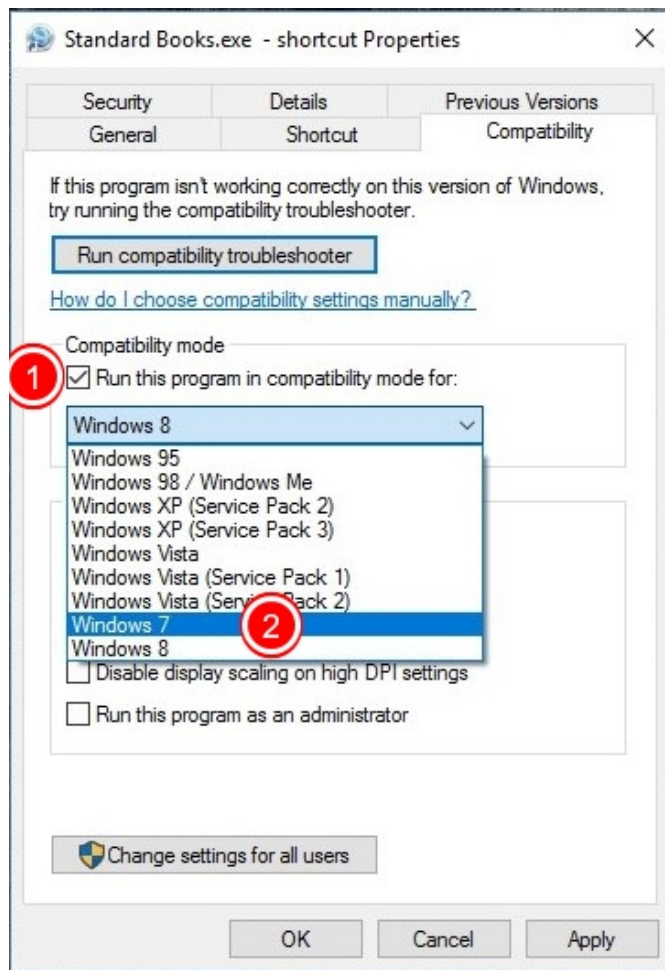 Standard Books.exe - shortcut Properties
Security Details Previous Versions
General Shortcut Compatibility
If this program isn't working correctly on this version of Windows,
try running the compatibility troubleshooter.
Run compatibility troubleshooter
How do I choose compatibility settings manually?
Compatibility mode
1 Run this program in compatibility mode for:
Windows 8
Windows 95
Windows 98 / Windows Me
Windows XP (Service Pack 2)
Windows XP (Service Pack 3)
Windows Vista
Windows Vista (Service Pack 1)
Windows Vista (Service Pack 2)
Windows 7 2
Windows 8
Disable display scaling on high DPI settings
Run this program as an administrator
Change settings for all users
OK Cancel Apply